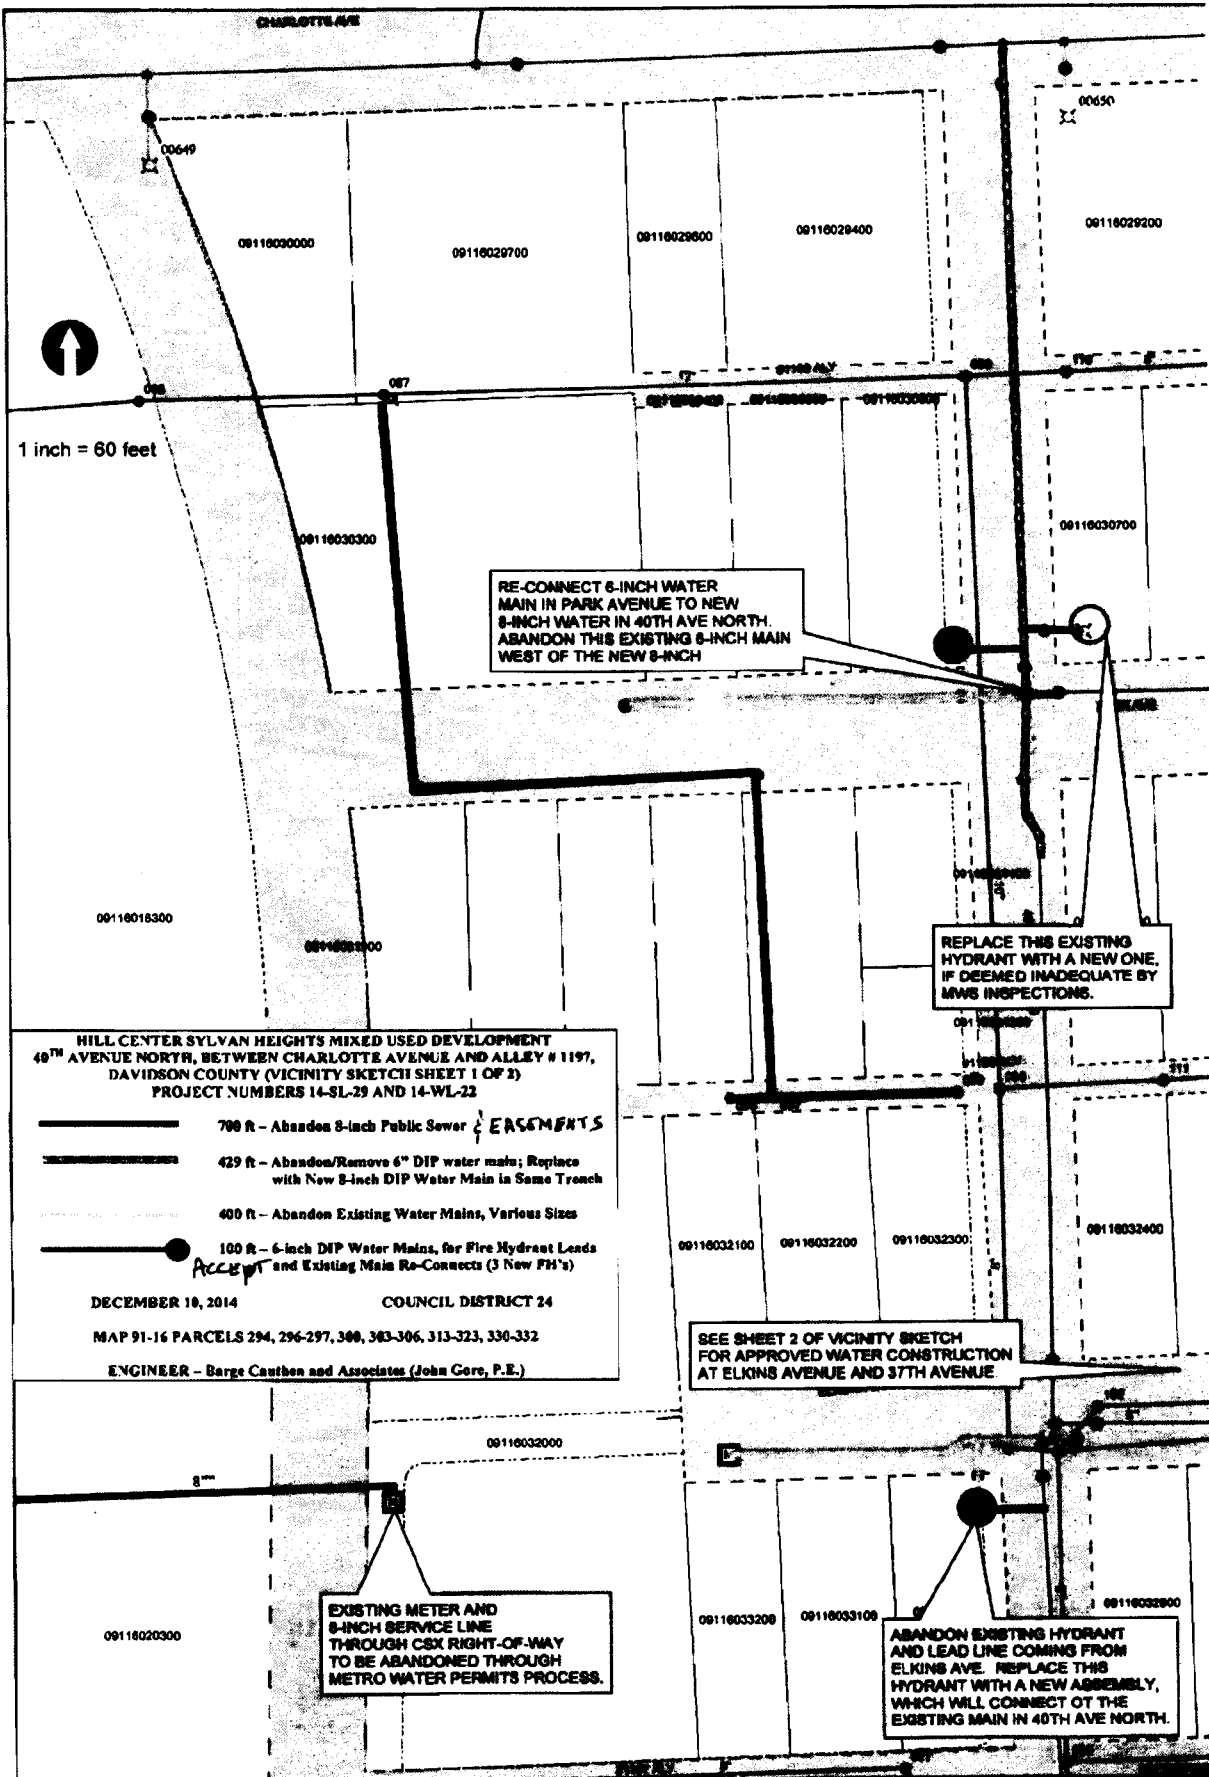 CHARLOTTE AVE
00649
00650
09116030000
09116029700
09116029600
09116029400
09116029200
087
1 inch = 60 feet
09116030300
09116030700
RE-CONNECT 6-INCH WATER
MAIN IN PARK AVENUE TO NEW
8-INCH WATER IN 40TH AVE NORTH.
ABANDON THIS EXISTING 6-INCH MAIN
WEST OF THE NEW 8-INCH
09116018300
REPLACE THIS EXISTING
HYDRANT WITH A NEW ONE,
IF DEEMED INADEQUATE BY
MWS INSPECTIONS.
HILL CENTER SYLVAN HEIGHTS MIXED USED DEVELOPMENT
40TH AVENUE NORTH, BETWEEN CHARLOTTE AVENUE AND ALLEY # 1197,
DAVIDSON COUNTY (VICINITY SKETCH SHEET 1 OF 2)
PROJECT NUMBERS 14-SL-29 AND 14-WL-22
700 ft – Abandon 8-inch Public Sewer & EASEMENTS
429 ft – Abandon/Remove 6" DIP water main; Replace
with New 8-inch DIP Water Main in Same Trench
400 ft – Abandon Existing Water Mains, Various Sizes
100 ft – 6-inch DIP Water Mains, for Fire Hydrant Leads
ACCEPT and Existing Main Re-Connects (3 New FH's)
DECEMBER 10, 2014 COUNCIL DISTRICT 24
MAP 91-16 PARCELS 294, 296-297, 300, 303-306, 313-323, 330-332
ENGINEER – Barge Cauthen and Associates (John Gore, P.E.)
09116032100
09116032200
09116032300
09116032400
SEE SHEET 2 OF VICINITY SKETCH
FOR APPROVED WATER CONSTRUCTION
AT ELKINS AVENUE AND 37TH AVENUE
09116032000
8"
EXISTING METER AND
8-INCH SERVICE LINE
THROUGH CSX RIGHT-OF-WAY
TO BE ABANDONED THROUGH
METRO WATER PERMITS PROCESS.
09116020300
09116033200
09116033100
ABANDON EXISTING HYDRANT
AND LEAD LINE COMING FROM
ELKINS AVE. REPLACE THIS
HYDRANT WITH A NEW ASSEMBLY,
WHICH WILL CONNECT OT THE
EXISTING MAIN IN 40TH AVE NORTH.